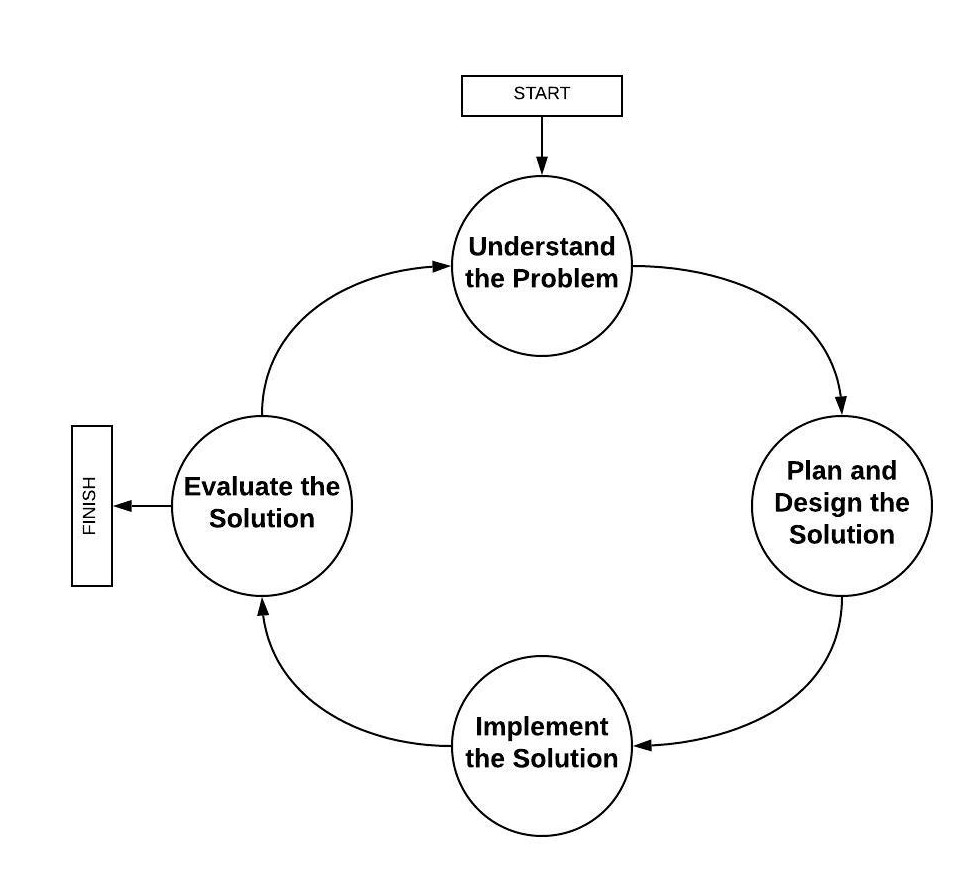 START
Understand
the Problem
Plan and
Design the
Solution
Implement
the Solution
Evaluate the
Solution
FINISH